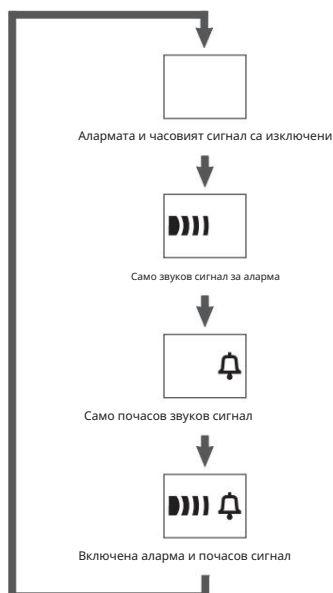 Алармата и часовият сигнал са изключени
Само звуков сигнал за аларма
Само почасов звуков сигнал
Включена аларма и почасов сигнал